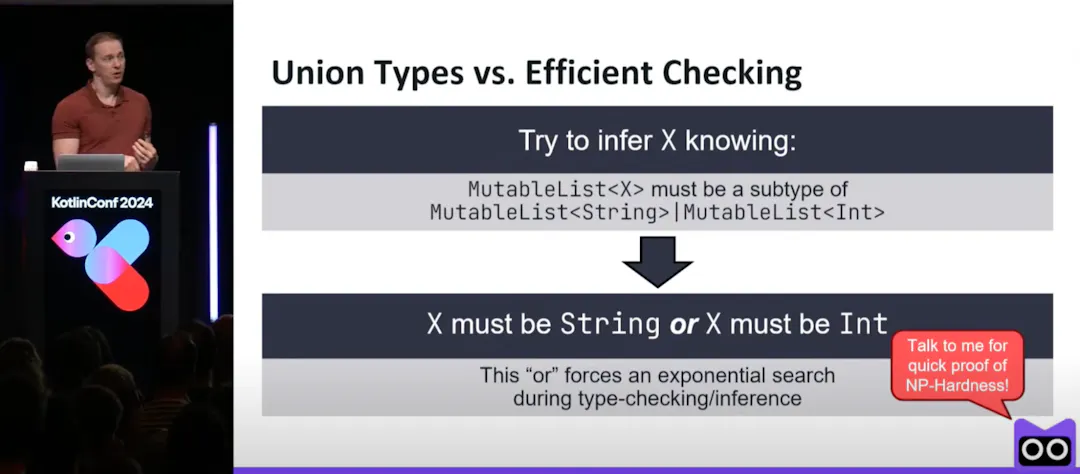 KotlinConf 2024
Union Types vs. Efficient Checking
Try to infer X knowing:
MutableList<X> must be a subtype of
MutableList<String>|MutableList<Int>
X must be String or X must be Int
This “or” forces an exponential search
during type-checking/inference
Talk to me for
quick proof of
NP-Hardness!